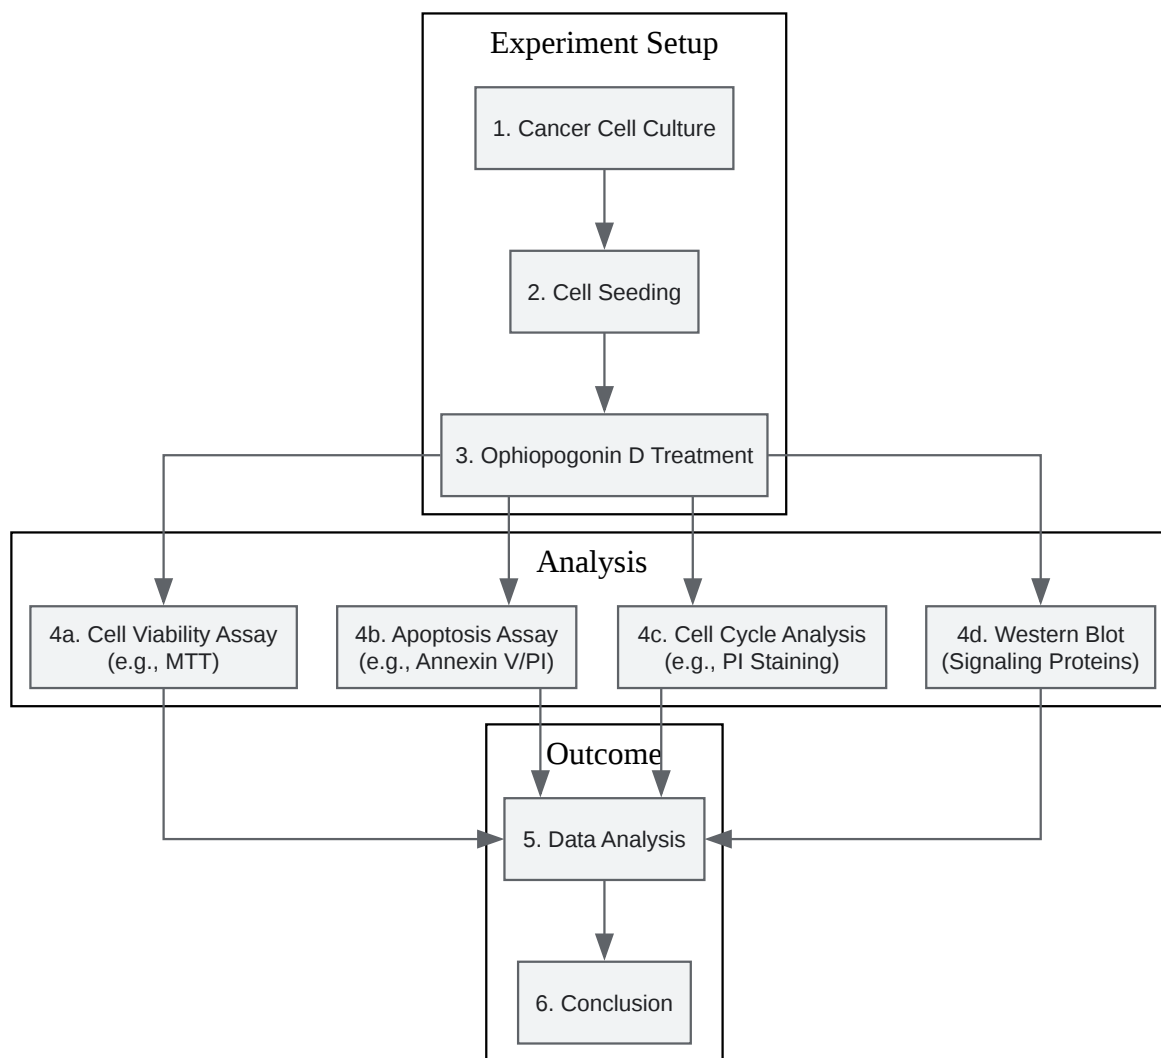 Experiment Setup
1. Cancer Cell Culture
2. Cell Seeding
3. Ophiopogonin D Treatment
Analysis
4a. Cell Viability Assay
(e.g., MTT)
4b. Apoptosis Assay
(e.g., Annexin V/PI)
4c. Cell Cycle Analysis
(e.g., PI Staining)
4d. Western Blot
(Signaling Proteins)
Outcome
5. Data Analysis
6. Conclusion